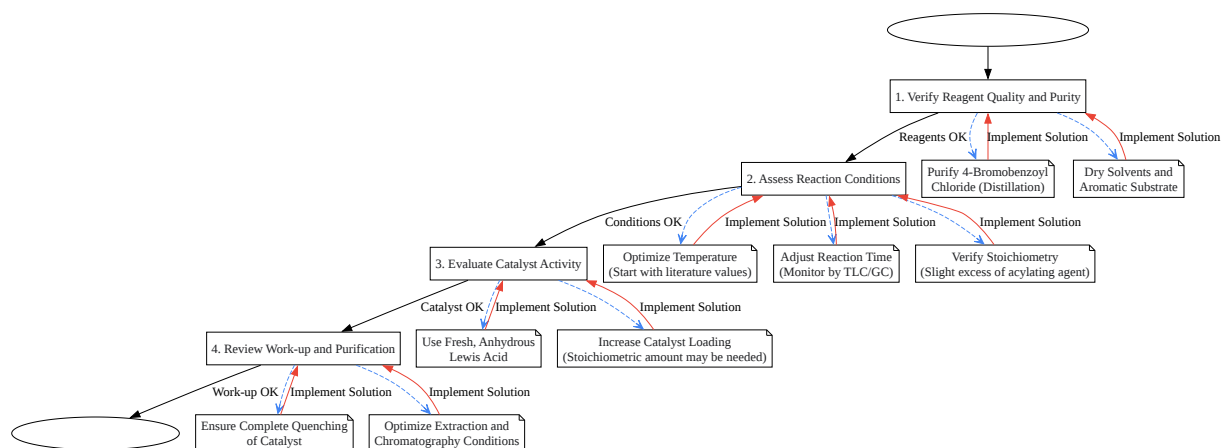 1. Verify Reagent Quality and Purity
Reagents OK
Implement Solution
Implement Solution
Purify 4-Bromobenzoyl
Chloride (Distillation)
Dry Solvents and
Aromatic Substrate
2. Assess Reaction Conditions
Conditions OK
Implement Solution
Implement Solution
Implement Solution
Optimize Temperature
(Start with literature values)
Adjust Reaction Time
(Monitor by TLC/GC)
Verify Stoichiometry
(Slight excess of acylating agent)
3. Evaluate Catalyst Activity
Catalyst OK
Implement Solution
Implement Solution
Use Fresh, Anhydrous
Lewis Acid
Increase Catalyst Loading
(Stoichiometric amount may be needed)
4. Review Work-up and Purification
Work-up OK
Implement Solution
Implement Solution
Ensure Complete Quenching
of Catalyst
Optimize Extraction and
Chromatography Conditions